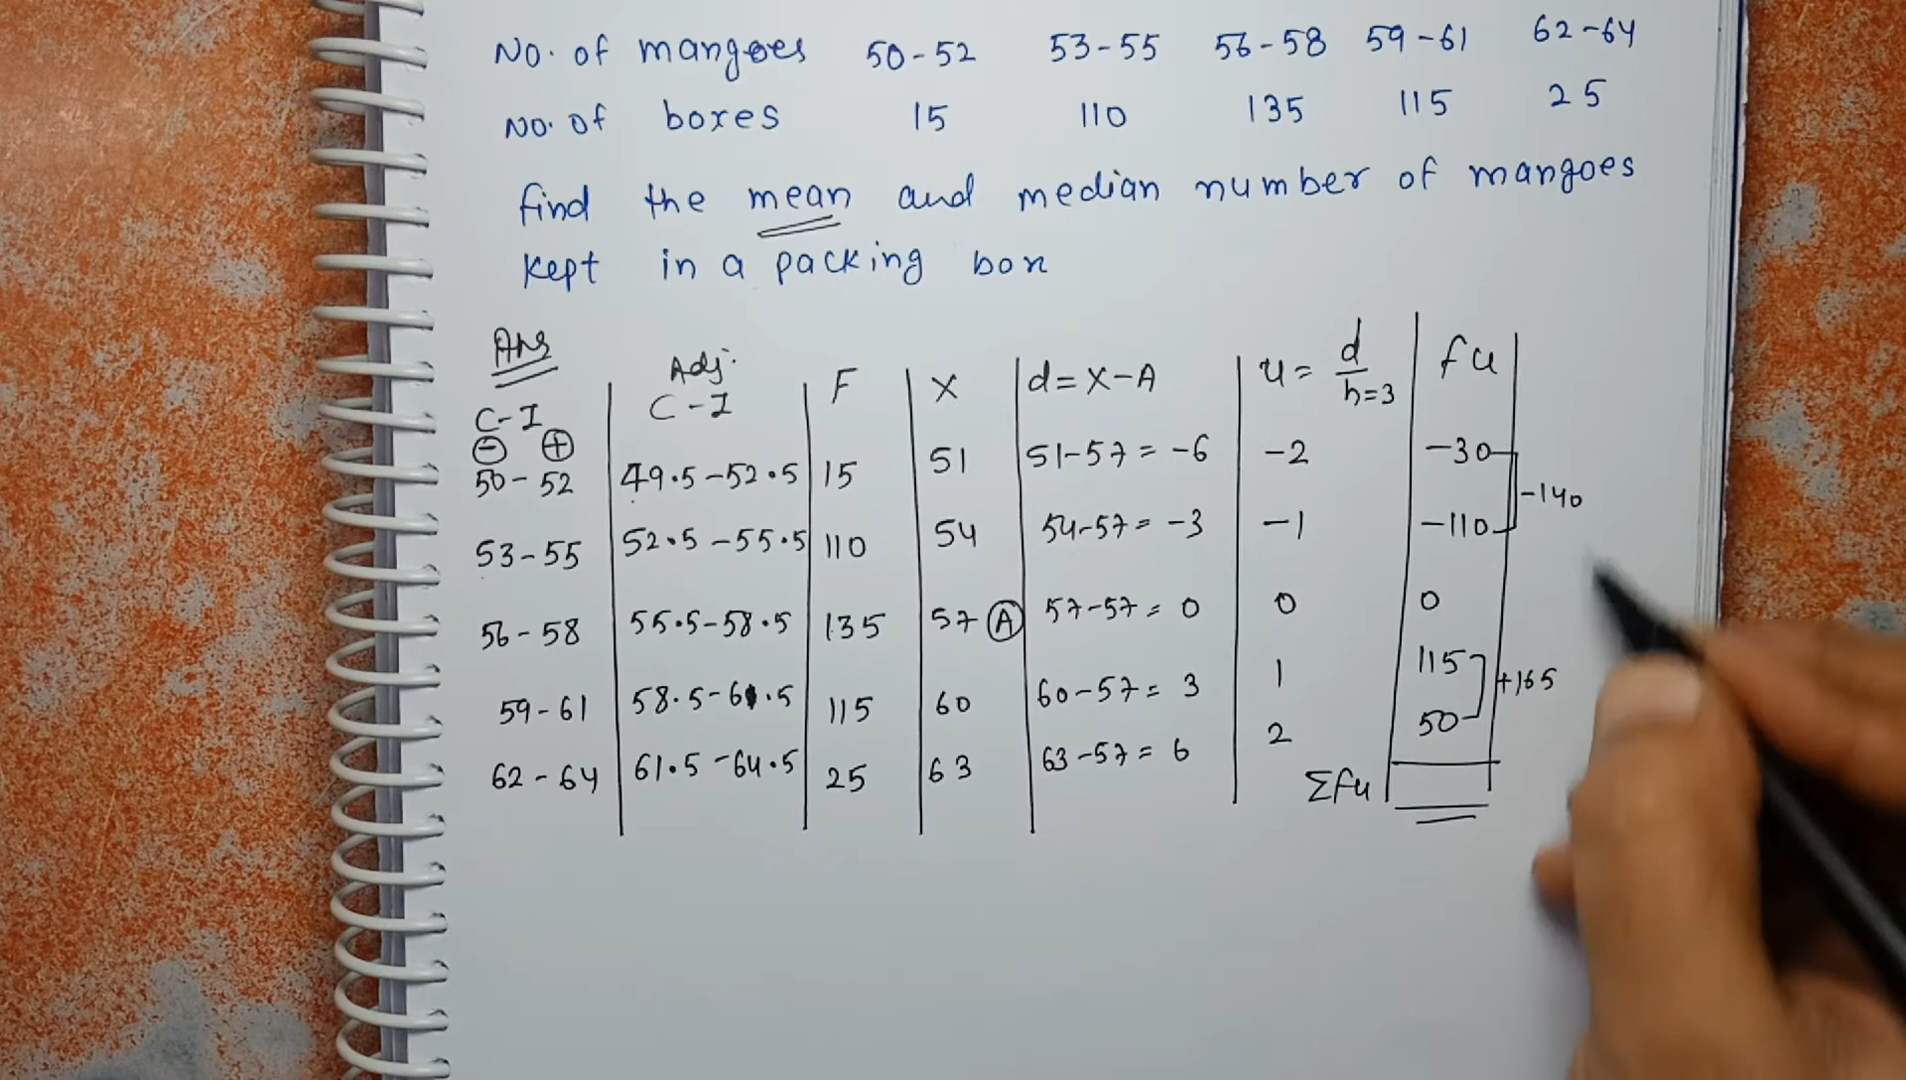 No. of mangoes 50-52 53-55 56-58 59-61 62-64
No. of boxes 15 110 135 115 25
find the mean and median number of mangoes
kept in a packing box
Ans
C-I Adj. C-I F X d=X-A u= d/h=3 fu
⊖ ⊕
50-52 49.5-52.5 15 51 51-57=-6 -2 -30
-140
53-55 52.5-55.5 110 54 54-57=-3 -1 -110
56-58 55.5-58.5 135 57 Ⓐ 57-57=0 0 0
59-61 58.5-61.5 115 60 60-57=3 1 115
+165
62-64 61.5-64.5 25 63 63-57=6 2 50
Σfu